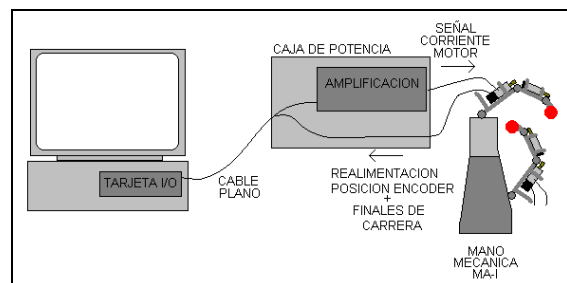 SEÑAL
CORRIENTE
MOTOR
CAJA DE POTENCIA
AMPLIFICACION
TARJETA I/O
CABLE
PLANO
REALIMENTACION
POSICION ENCODER
+
FINALES DE
CARRERA
MANO
MECANICA
MA-I